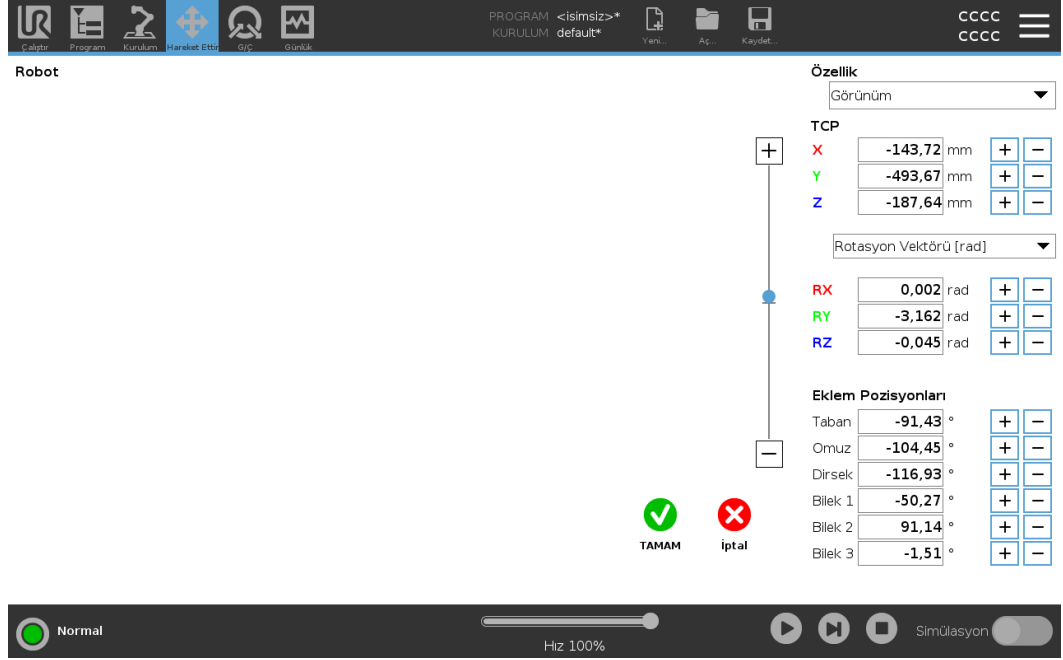 UR
PROGRAM <isimsiz>*
KURULUM default*
CCCC
CCCC
Çalıştır Program Kurulum Hareket Ettir G/Ç Günlük Yeni... Aç... Kaydet...
Robot
Özellik
Görünüm
TCP
X -143,72 mm + −
Y -493,67 mm + −
Z -187,64 mm + −
Rotasyon Vektörü [rad]
RX 0,002 rad + −
RY -3,162 rad + −
RZ -0,045 rad + −
Eklem Pozisyonları
Taban -91,43 ° + −
Omuz -104,45 ° + −
Dirsek -116,93 ° + −
Bilek 1 -50,27 ° + −
Bilek 2 91,14 ° + −
Bilek 3 -1,51 ° + −
TAMAM İptal
Normal
Hız 100%
Simülasyon